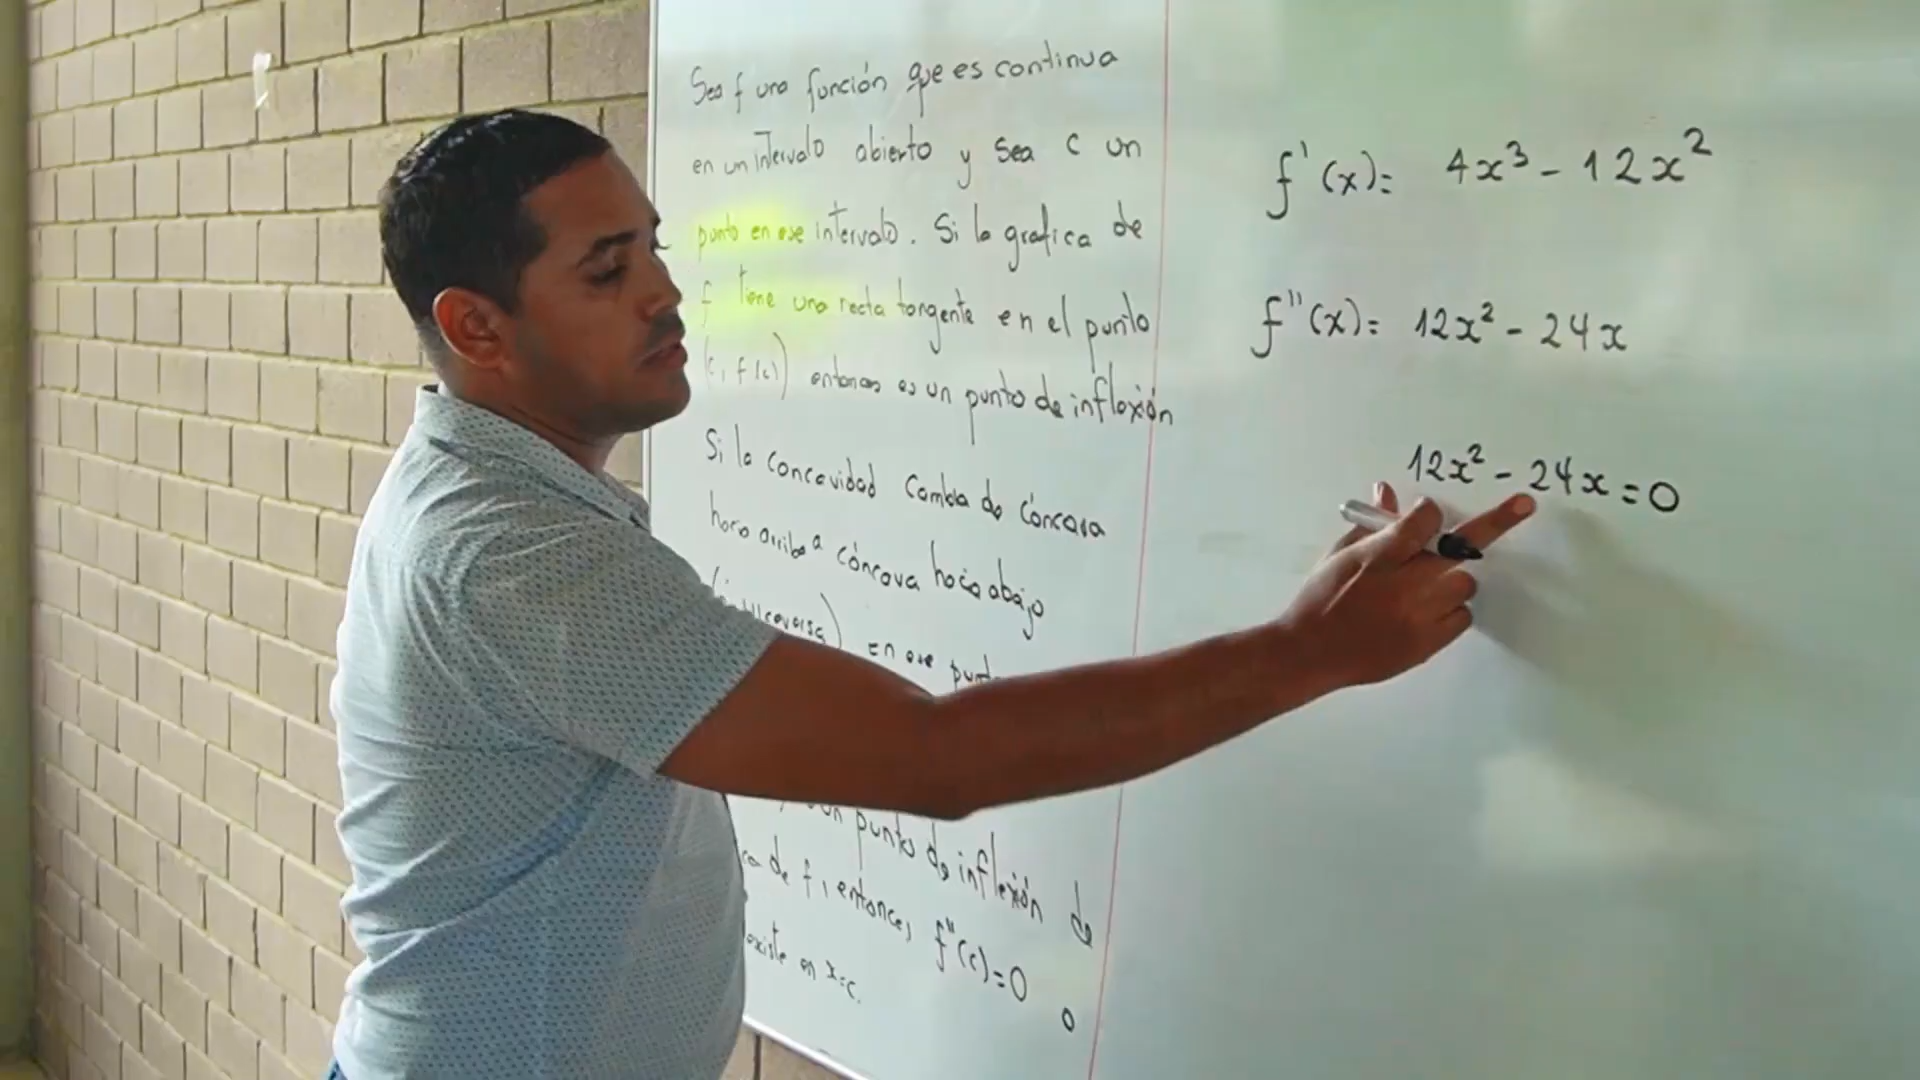 Sea f una función que es continua
en un intervalo abierto y sea c un
punto en ese intervalo. Si la grafica de
f tiene una recta tangente en el punto
(c, f(c)) entonces es un punto de inflexión
Si la concavidad cambia de cóncava
hacia arriba a cóncava hacia abajo
en ese punto
un punto de inflexión de
de f, entonces f''(c)=0 o
existe en x=c.
f'(x)= 4x³ - 12x²
f''(x)= 12x² - 24x
12x² - 24x = 0